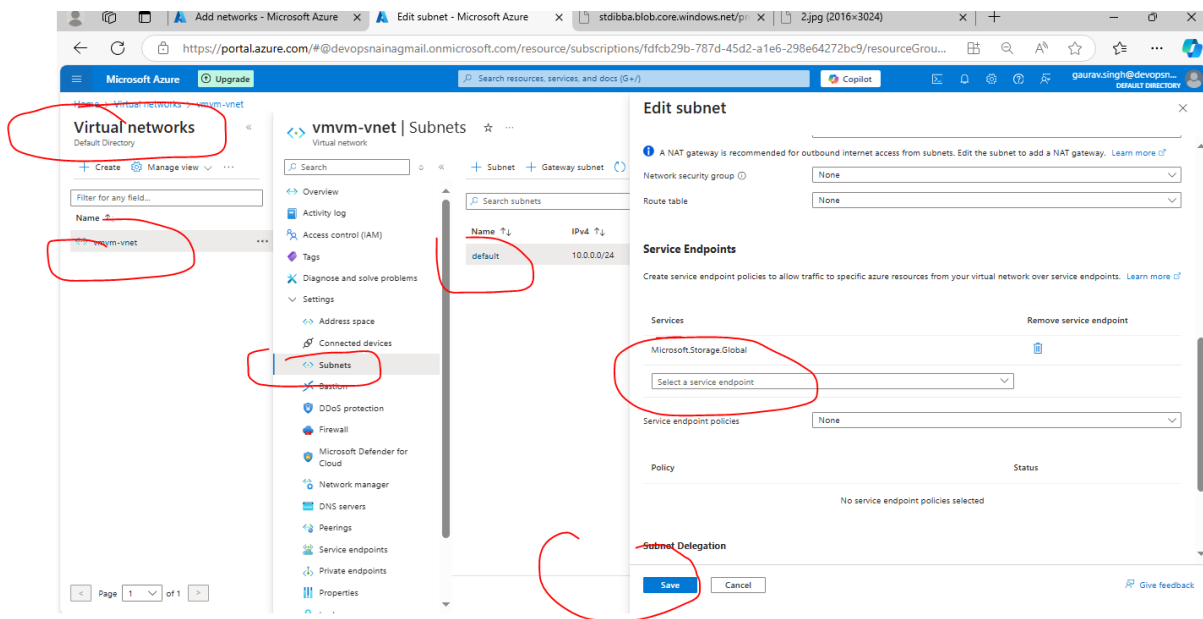 Add networks - Microsoft Azure
Edit subnet - Microsoft Azure
stdibba.blob.core.windows.net/pri
2.jpg (2016×3024)
https://portal.azure.com/#@devopsnainagmail.onmicrosoft.com/resource/subscriptions/fdfcb29b-787d-45d2-a1e6-298e64272bc9/resourceGrou...
Microsoft Azure
Upgrade
Search resources, services, and docs (G+/)
Copilot
gaurav.singh@devopsn...
DEFAULT DIRECTORY
Home > Virtual networks > vmvm-vnet
Virtual networks
Default Directory
Create
Manage view
Filter for any field...
Name
vmvm-vnet
Page 1 of 1
vmvm-vnet | Subnets
Virtual network
Search
Overview
Activity log
Access control (IAM)
Tags
Diagnose and solve problems
Settings
Address space
Connected devices
Subnets
Bastion
DDoS protection
Firewall
Microsoft Defender for
Cloud
Network manager
DNS servers
Peerings
Service endpoints
Private endpoints
Properties
+ Subnet + Gateway subnet
Search subnets
Name IPv4
default 10.0.0.0/24
Edit subnet
A NAT gateway is recommended for outbound internet access from subnets. Edit the subnet to add a NAT gateway. Learn more
Network security group None
Route table None
Service Endpoints
Create service endpoint policies to allow traffic to specific azure resources from your virtual network over service endpoints. Learn more
Services Remove service endpoint
Microsoft.Storage.Global
Select a service endpoint
Service endpoint policies None
Policy Status
No service endpoint policies selected
Subnet Delegation
Save Cancel
Give feedback